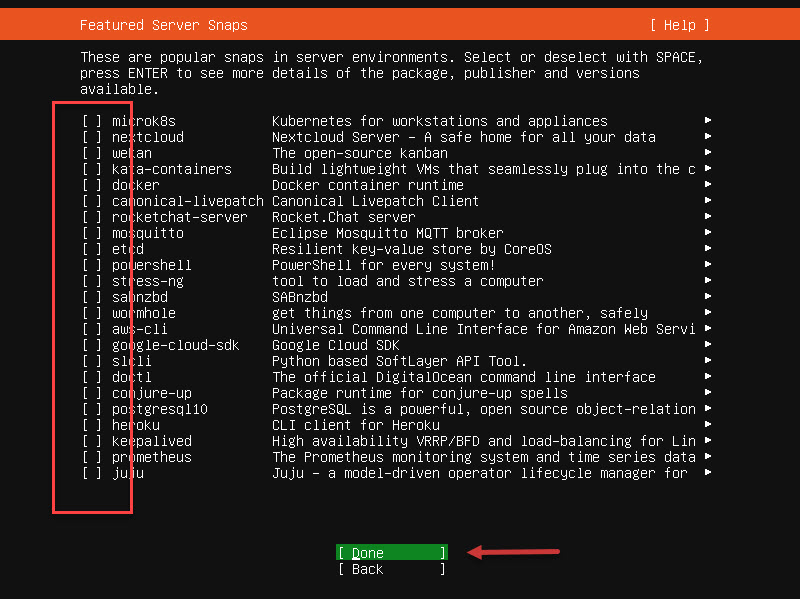 Featured Server Snaps [ Help ]
These are popular snaps in server environments. Select or deselect with SPACE,
press ENTER to see more details of the package, publisher and versions
available.
[ ] microk8s Kubernetes for workstations and appliances ►
[ ] nextcloud Nextcloud Server - A safe home for all your data ►
[ ] wekan The open-source kanban ►
[ ] kata-containers Build lightweight VMs that seamlessly plug into the c ►
[ ] docker Docker container runtime ►
[ ] canonical-livepatch Canonical Livepatch Client ►
[ ] rocketchat-server Rocket.Chat server ►
[ ] mosquitto Eclipse Mosquitto MQTT broker ►
[ ] etcd Resilient key-value store by CoreOS ►
[ ] powershell PowerShell for every system! ►
[ ] stress-ng tool to load and stress a computer ►
[ ] sabnzbd SABnzbd ►
[ ] wormhole get things from one computer to another, safely ►
[ ] aws-cli Universal Command Line Interface for Amazon Web Servi ►
[ ] google-cloud-sdk Google Cloud SDK ►
[ ] slcli Python based SoftLayer API Tool. ►
[ ] doctl The official DigitalOcean command line interface ►
[ ] conjure-up Package runtime for conjure-up spells ►
[ ] postgresql10 PostgreSQL is a powerful, open source object-relation ►
[ ] heroku CLI client for Heroku ►
[ ] keepalived High availability VRRP/BFD and load-balancing for Lin ►
[ ] prometheus The Prometheus monitoring system and time series data ►
[ ] juju Juju - a model-driven operator lifecycle manager for ►
[ Done ]
[ Back ]